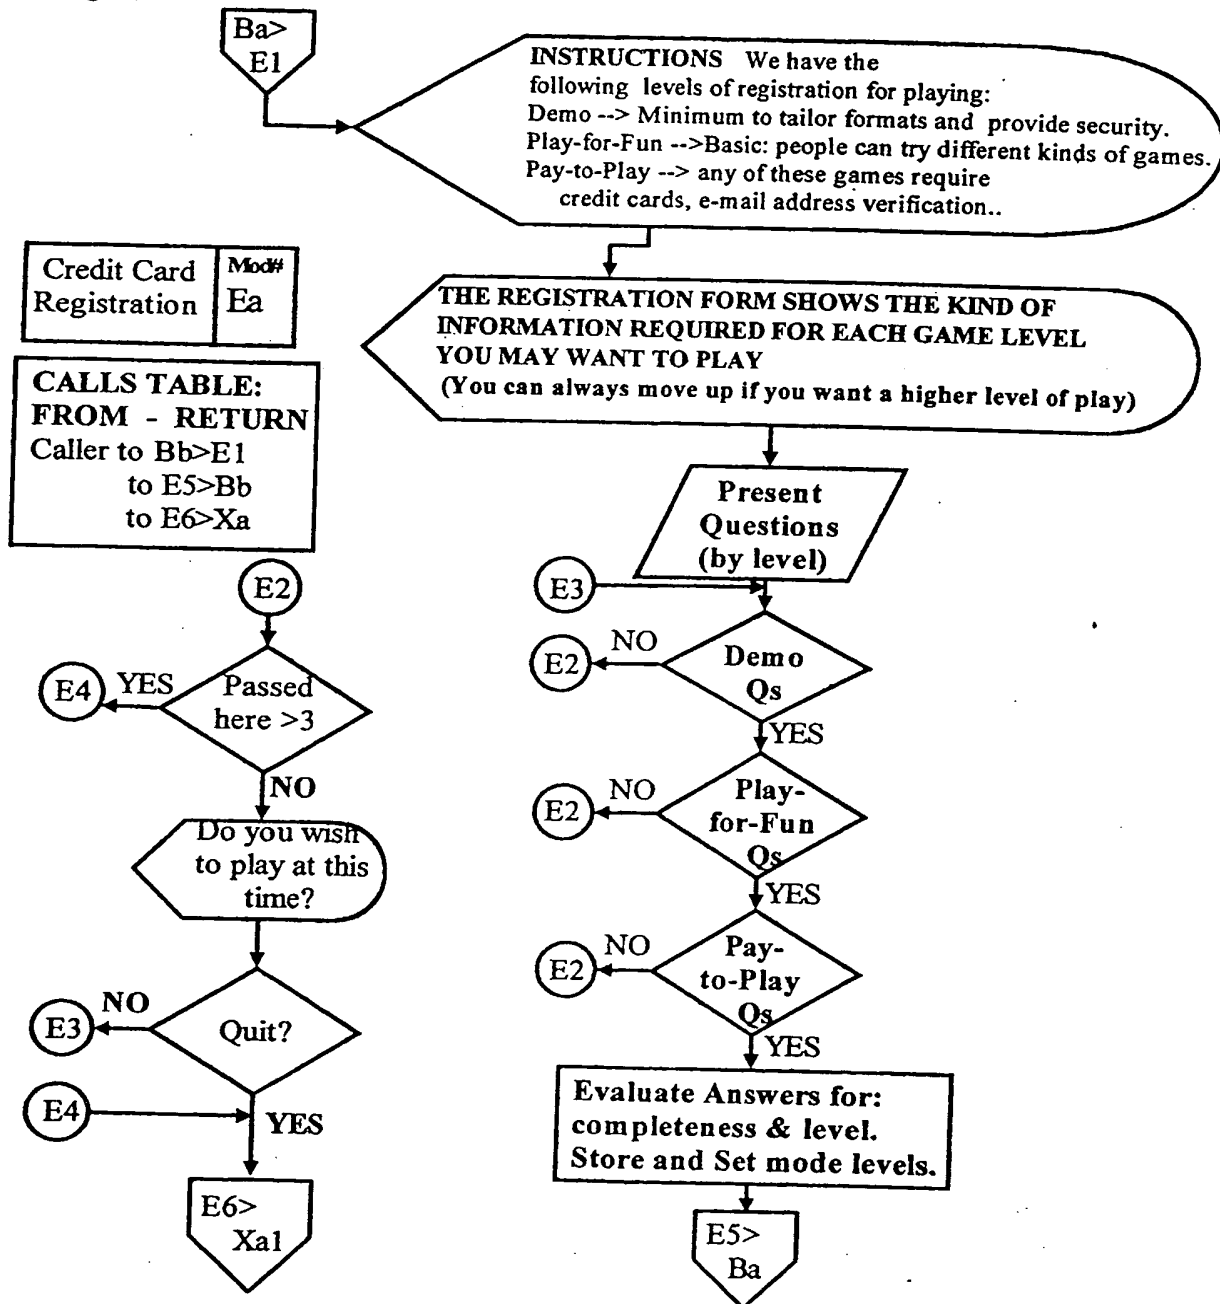 Ba>
E1
INSTRUCTIONS We have the
following levels of registration for playing:
Demo --> Minimum to tailor formats and provide security.
Play-for-Fun -->Basic: people can try different kinds of games.
Pay-to-Play --> any of these games require
credit cards, e-mail address verification..
Credit Card
Registration
Mod#
Ea
THE REGISTRATION FORM SHOWS THE KIND OF
INFORMATION REQUIRED FOR EACH GAME LEVEL
YOU MAY WANT TO PLAY
(You can always move up if you want a higher level of play)
CALLS TABLE:
FROM - RETURN
Caller to Bb>E1
to E5>Bb
to E6>Xa
Present
Questions
(by level)
E3
Demo
Qs
NO
E2
YES
Play-
for-Fun
Qs
NO
E2
YES
Pay-
to-Play
Qs
NO
E2
YES
Evaluate Answers for:
completeness & level.
Store and Set mode levels.
E5>
Ba
E2
Passed
here >3
YES
E4
NO
Do you wish
to play at this
time?
Quit?
NO
E3
E4
YES
E6>
Xa1